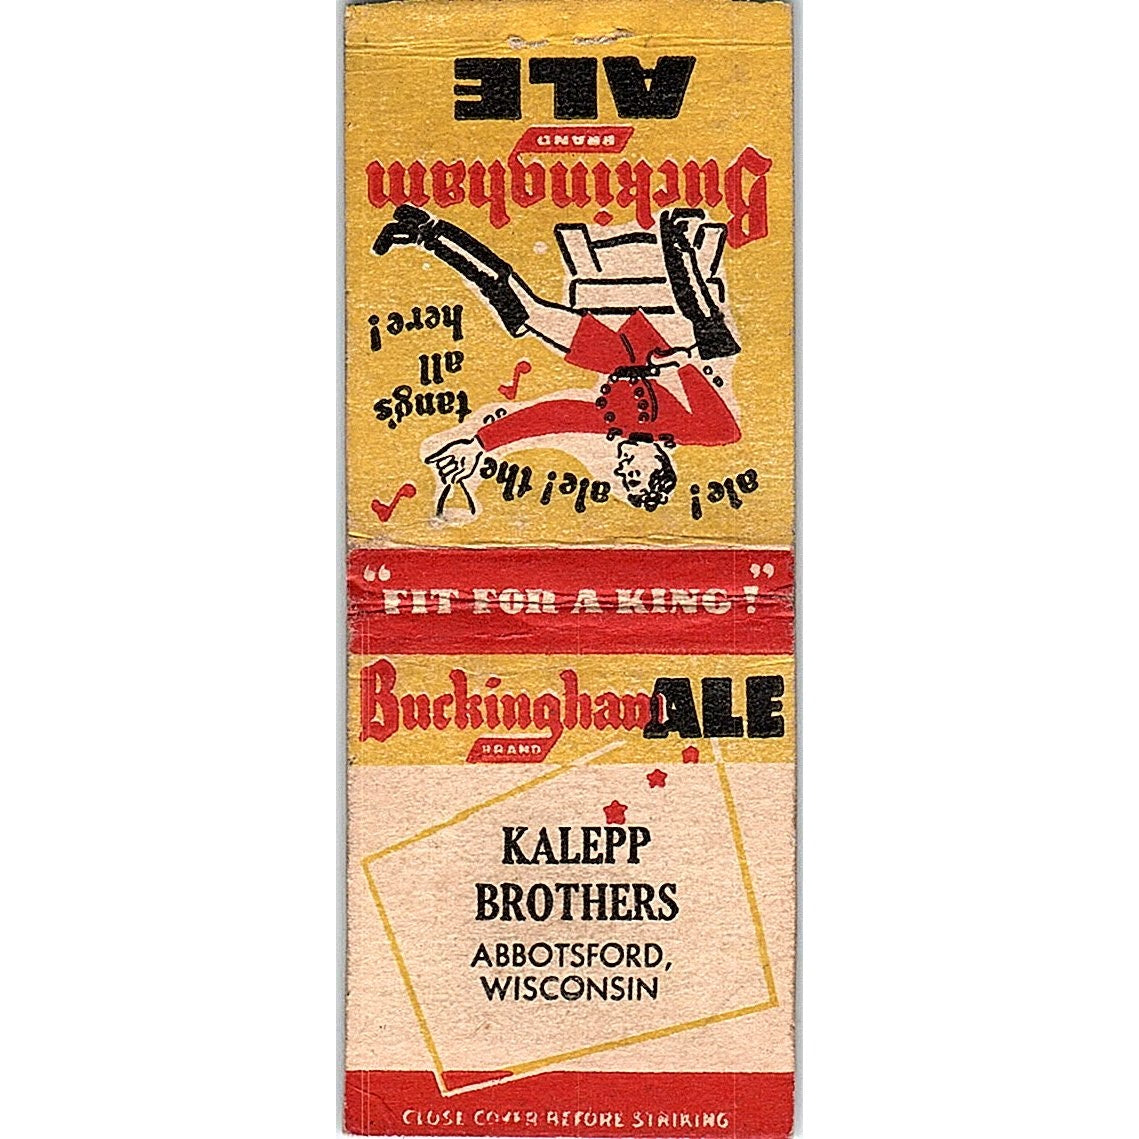 ale! ale! the
tang's
all
here!
Buckingham
BRAND
ALE
“FIT FOR A KING!”
Buckingham ALE
BRAND
KALEPP
BROTHERS
ABBOTSFORD,
WISCONSIN
CLOSE COVER BEFORE STRIKING